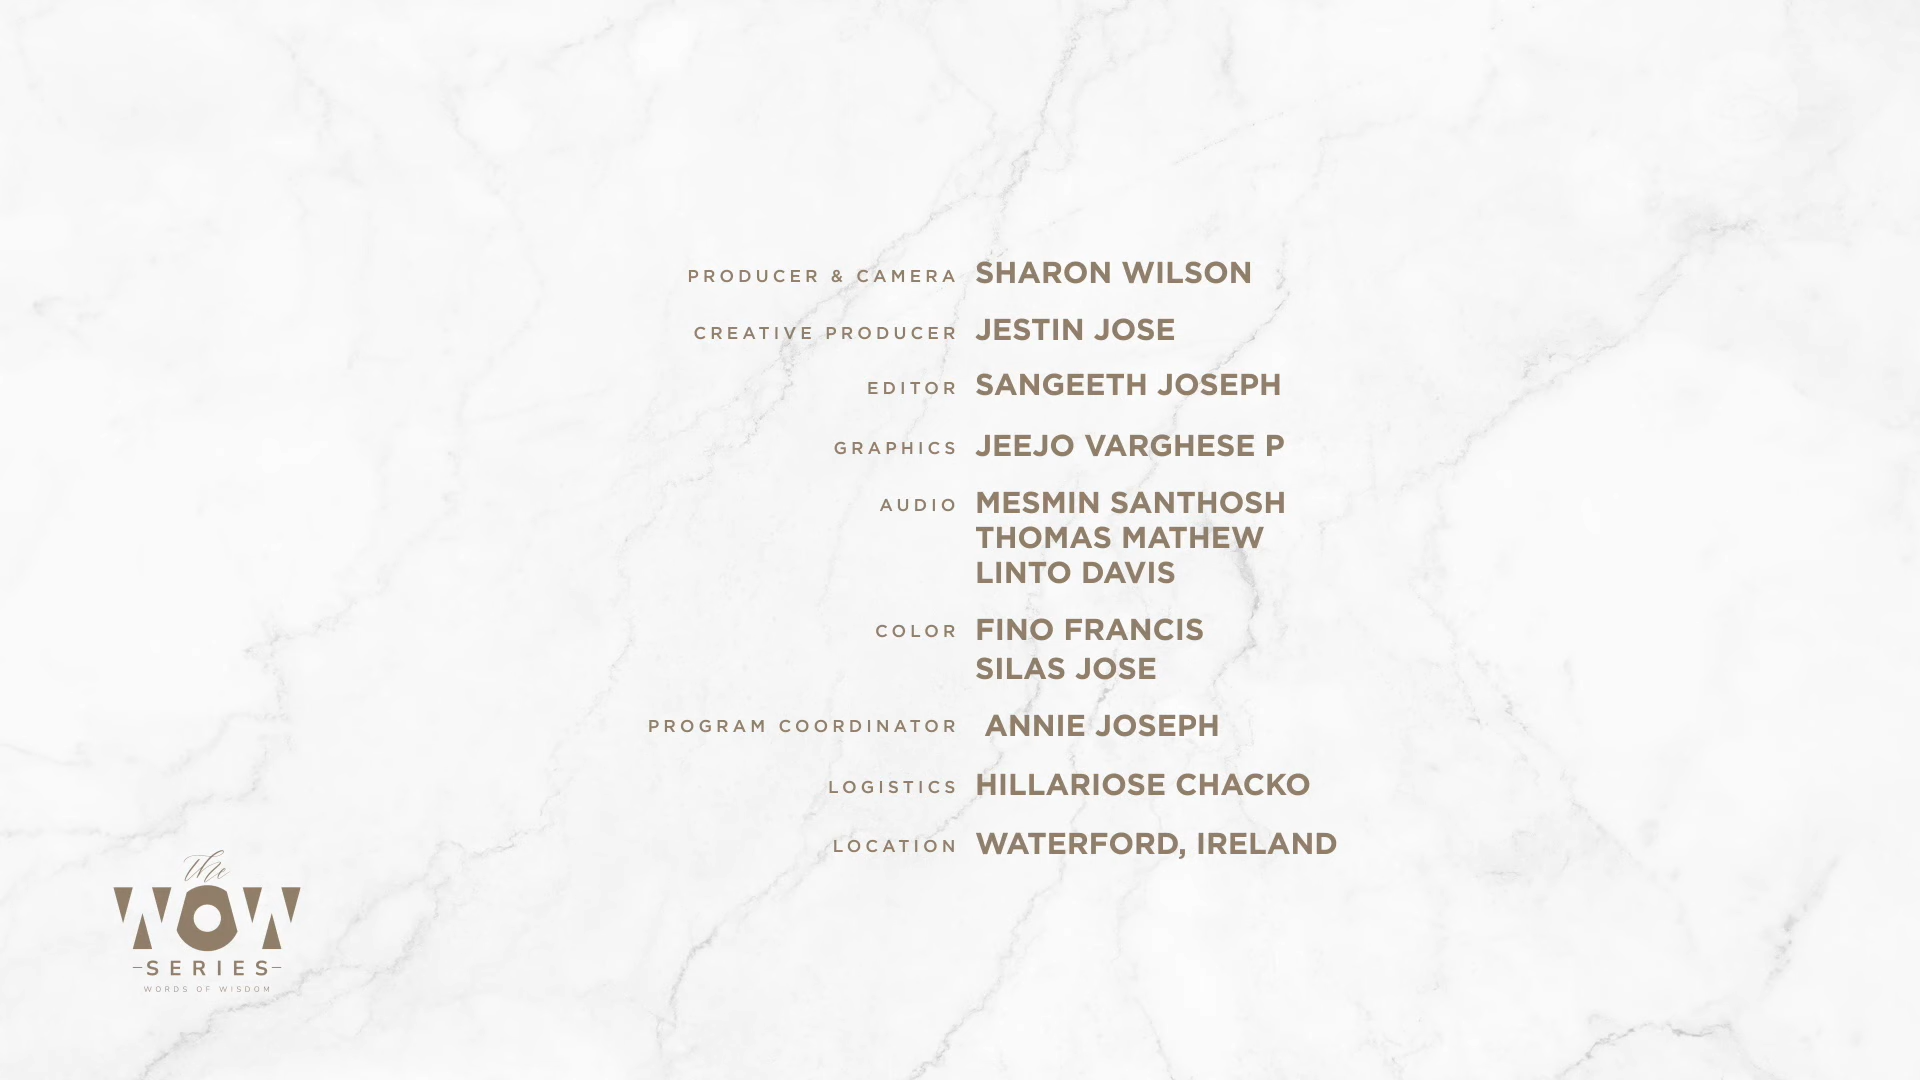 PRODUCER & CAMERA SHARON WILSON
CREATIVE PRODUCER JESTIN JOSE
EDITOR SANGEETH JOSEPH
GRAPHICS JEEJO VARGHESE P
AUDIO MESMIN SANTHOSH
THOMAS MATHEW
LINTO DAVIS
COLOR FINO FRANCIS
SILAS JOSE
PROGRAM COORDINATOR ANNIE JOSEPH
LOGISTICS HILLARIOSE CHACKO
LOCATION WATERFORD, IRELAND
the
WOW
-SERIES-
WORDS OF WISDOM